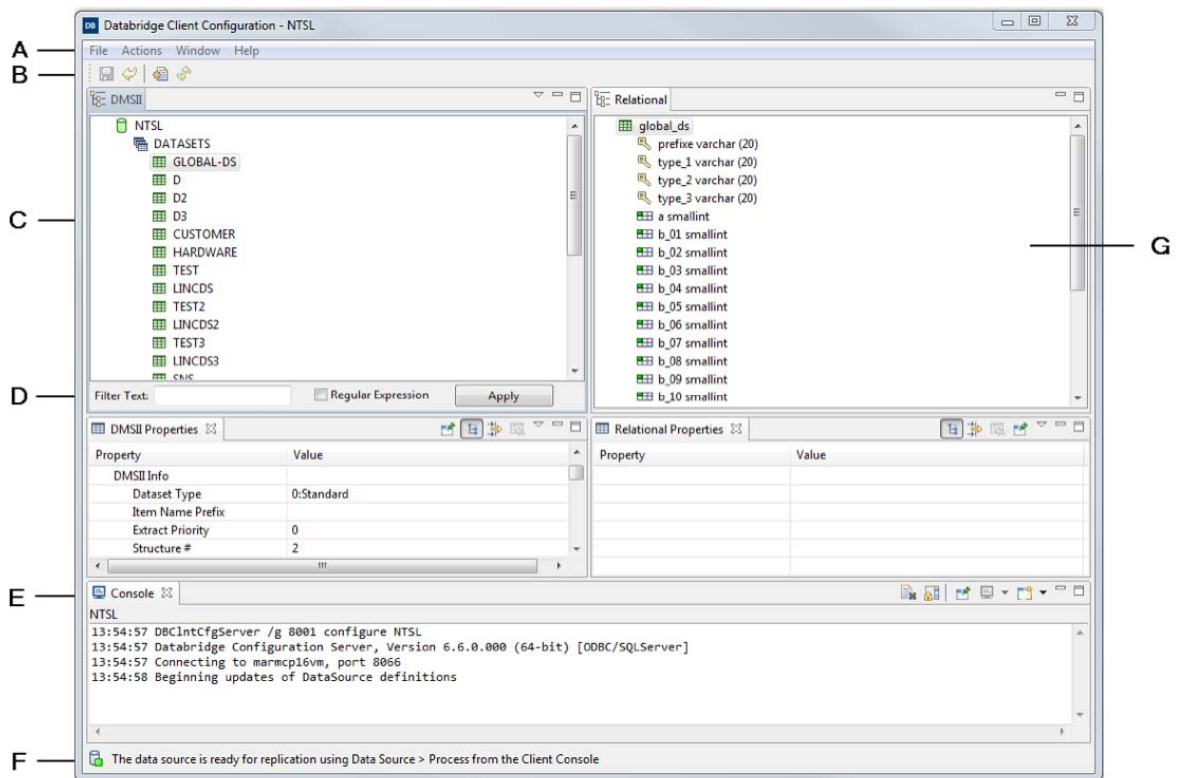 DB Databridge Client Configuration - NTSL
A
File Actions Window Help
B
DMSII
NTSL
DATASETS
GLOBAL-DS
D
D2
D3
C
CUSTOMER
HARDWARE
TEST
LINCDS
TEST2
LINCDS2
TEST3
LINCDS3
D
Filter Text:
Regular Expression
Apply
Relational
global_ds
prefixe varchar (20)
type_1 varchar (20)
type_2 varchar (20)
type_3 varchar (20)
a smallint
b_01 smallint
b_02 smallint
G
b_03 smallint
b_04 smallint
b_05 smallint
b_06 smallint
b_07 smallint
b_08 smallint
b_09 smallint
b_10 smallint
DMSII Properties
Property Value
DMSII Info
Dataset Type 0:Standard
Item Name Prefix
Extract Priority 0
Structure # 2
Relational Properties
Property Value
E
Console
NTSL
13:54:57 DBClntCfgServer /g 8001 configure NTSL
13:54:57 Databridge Configuration Server, Version 6.6.0.000 (64-bit) [ODBC/SQLServer]
13:54:57 Connecting to marmcp16vm, port 8066
13:54:58 Beginning updates of DataSource definitions
F
The data source is ready for replication using Data Source > Process from the Client Console